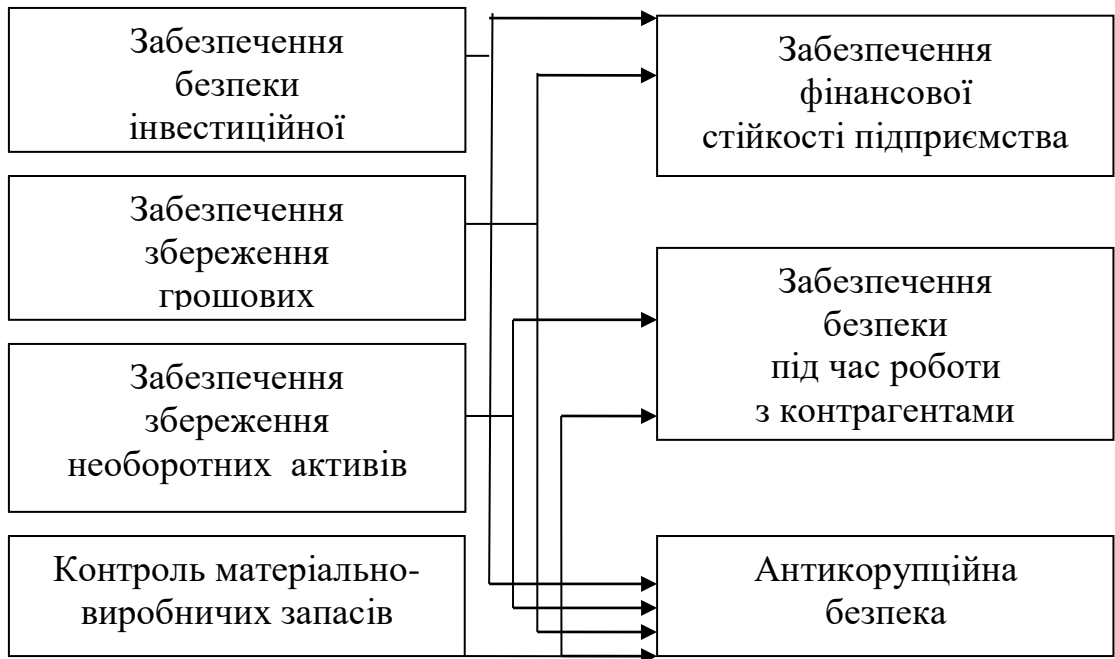 Забезпечення
безпеки
інвестиційної
Забезпечення
збереження
грошових
Забезпечення
збереження
необоротних активів
Контроль матеріально-
виробничих запасів
Забезпечення
фінансової
стійкості підприємства
Забезпечення
безпеки
під час роботи
з контрагентами
Антикорупційна
безпека